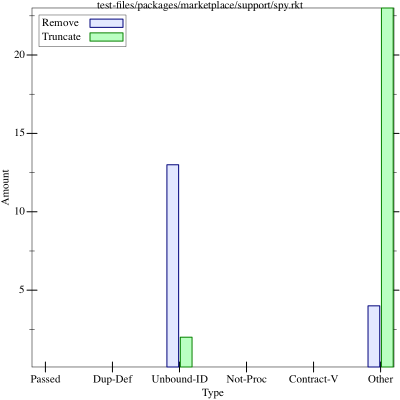 test-files/packages/marketplace/support/spy.rkt
Remove
Truncate
20
15
10
5
Amount
Passed Dup-Def Unbound-ID Not-Proc Contract-V Other
Type